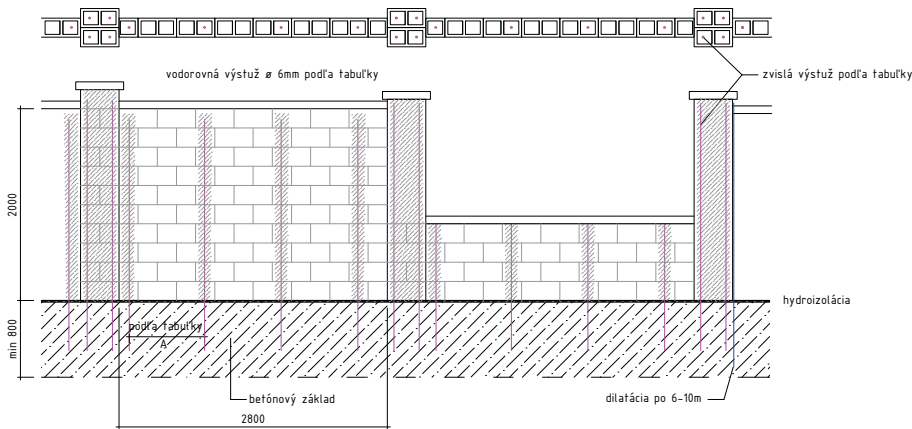 vodorovná výstuž ø 6mm podľa tabuľky
zvislá výstuž podľa tabuľky
2000
hydroizolácia
min 800
podľa tabuľky
A
betónový základ
dilatácia po 6-10m
2800